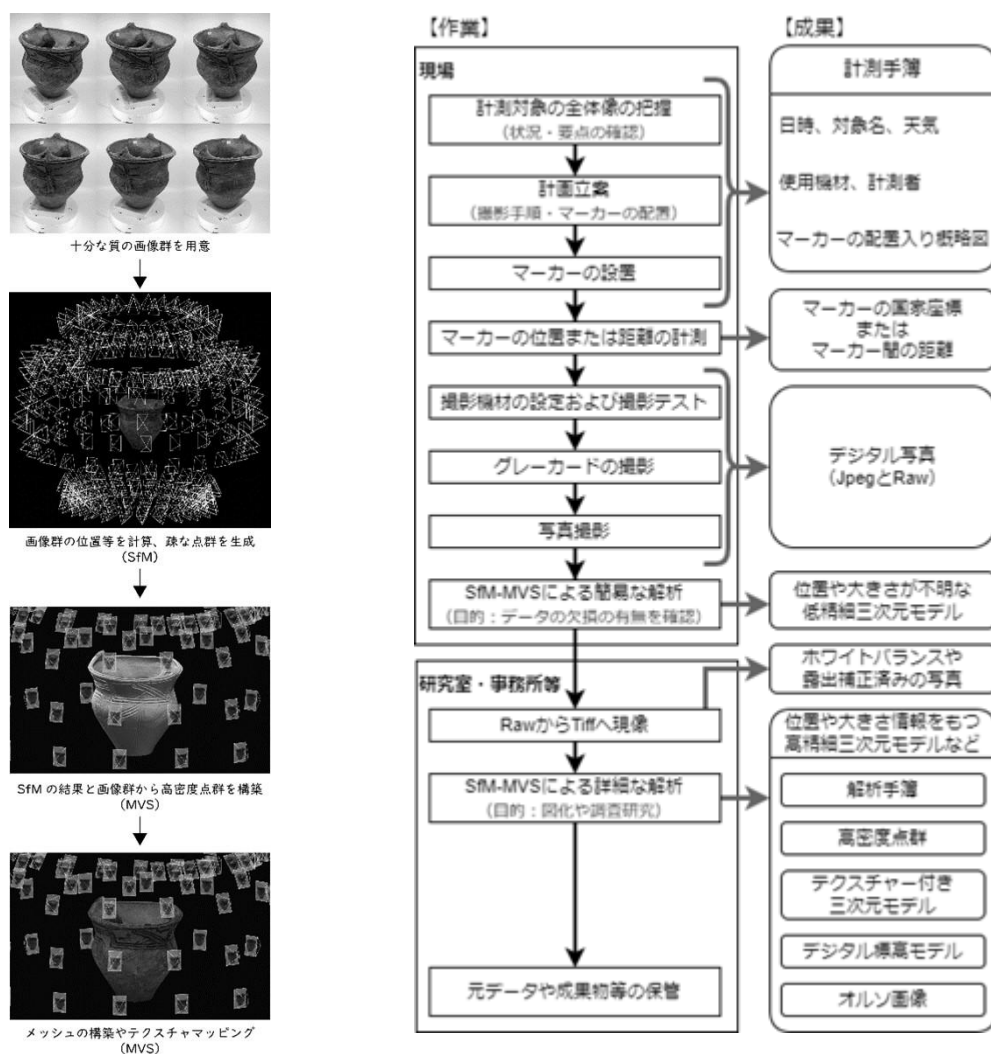 十分な質の画像群を用意
画像群の位置等を計算、疎な点群を生成
(SfM)
SfM の結果と画像群から高密度点群を構築
(MVS)
メッシュの構築やテクスチャマッピング
(MVS)
【作業】
現場
計測対象の全体像の把握
(状況・要点の確認)
計画立案
(撮影手順・マーカーの配置)
マーカーの設置
マーカーの位置または距離の計測
撮影機材の設定および撮影テスト
グレーカードの撮影
写真撮影
SfM-MVSによる簡易な解析
(目的：データの欠損の有無を確認)
研究室・事務所等
RawからTiffへ現像
SfM-MVSによる詳細な解析
(目的：図化や調査研究)
元データや成果物等の保管
【成果】
計測手簿
日時、対象名、天気
使用機材、計測者
マーカーの配置入り概略図
マーカーの国家座標
または
マーカー間の距離
デジタル写真
(JpegとRaw)
位置や大きさが不明な
低精細三次元モデル
ホワイトバランスや
露出補正済みの写真
位置や大きさ情報をもつ
高精細三次元モデルなど
解析手簿
高密度点群
テクスチャー付き
三次元モデル
デジタル標高モデル
オルソ画像